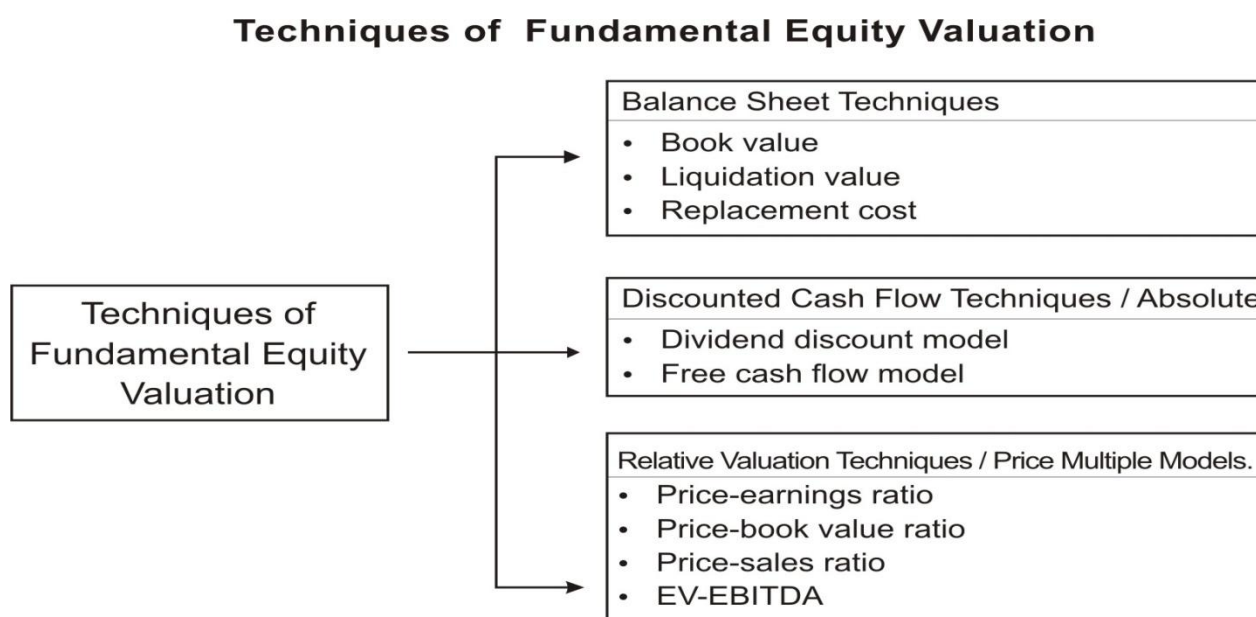 Techniques of Fundamental Equity Valuation
Techniques of
Fundamental Equity
Valuation
Balance Sheet Techniques
• Book value
• Liquidation value
• Replacement cost
Discounted Cash Flow Techniques / Absolute
• Dividend discount model
• Free cash flow model
Relative Valuation Techniques / Price Multiple Models.
• Price-earnings ratio
• Price-book value ratio
• Price-sales ratio
• EV-EBITDA